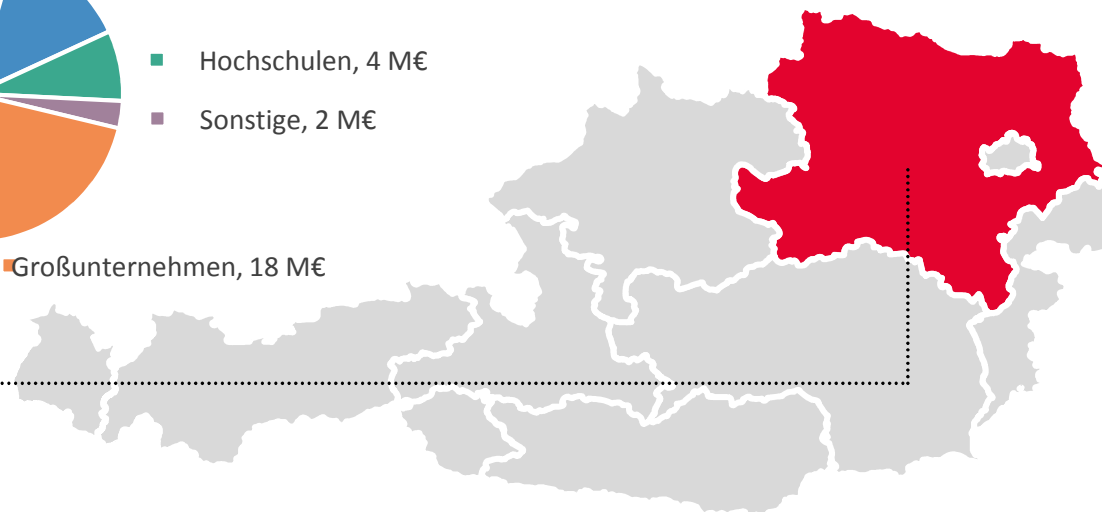 Hochschulen, 4 M€
Sonstige, 2 M€
Großunternehmen, 18 M€